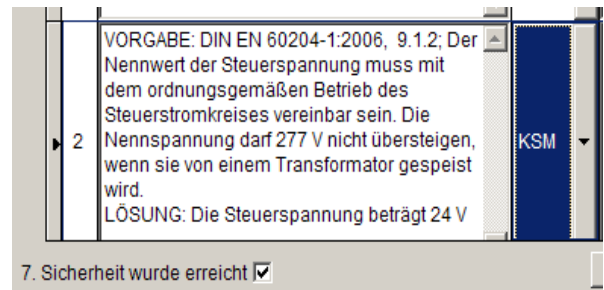 VORGABE: DIN EN 60204-1:2006, 9.1.2; Der
Nennwert der Steuerspannung muss mit
dem ordnungsgemäßen Betrieb des
Steuerstromkreises vereinbar sein. Die
2
Nennspannung darf 277 V nicht übersteigen,
KSM
wenn sie von einem Transformator gespeist
wird.
LÖSUNG: Die Steuerspannung beträgt 24 V
7. Sicherheit wurde erreicht